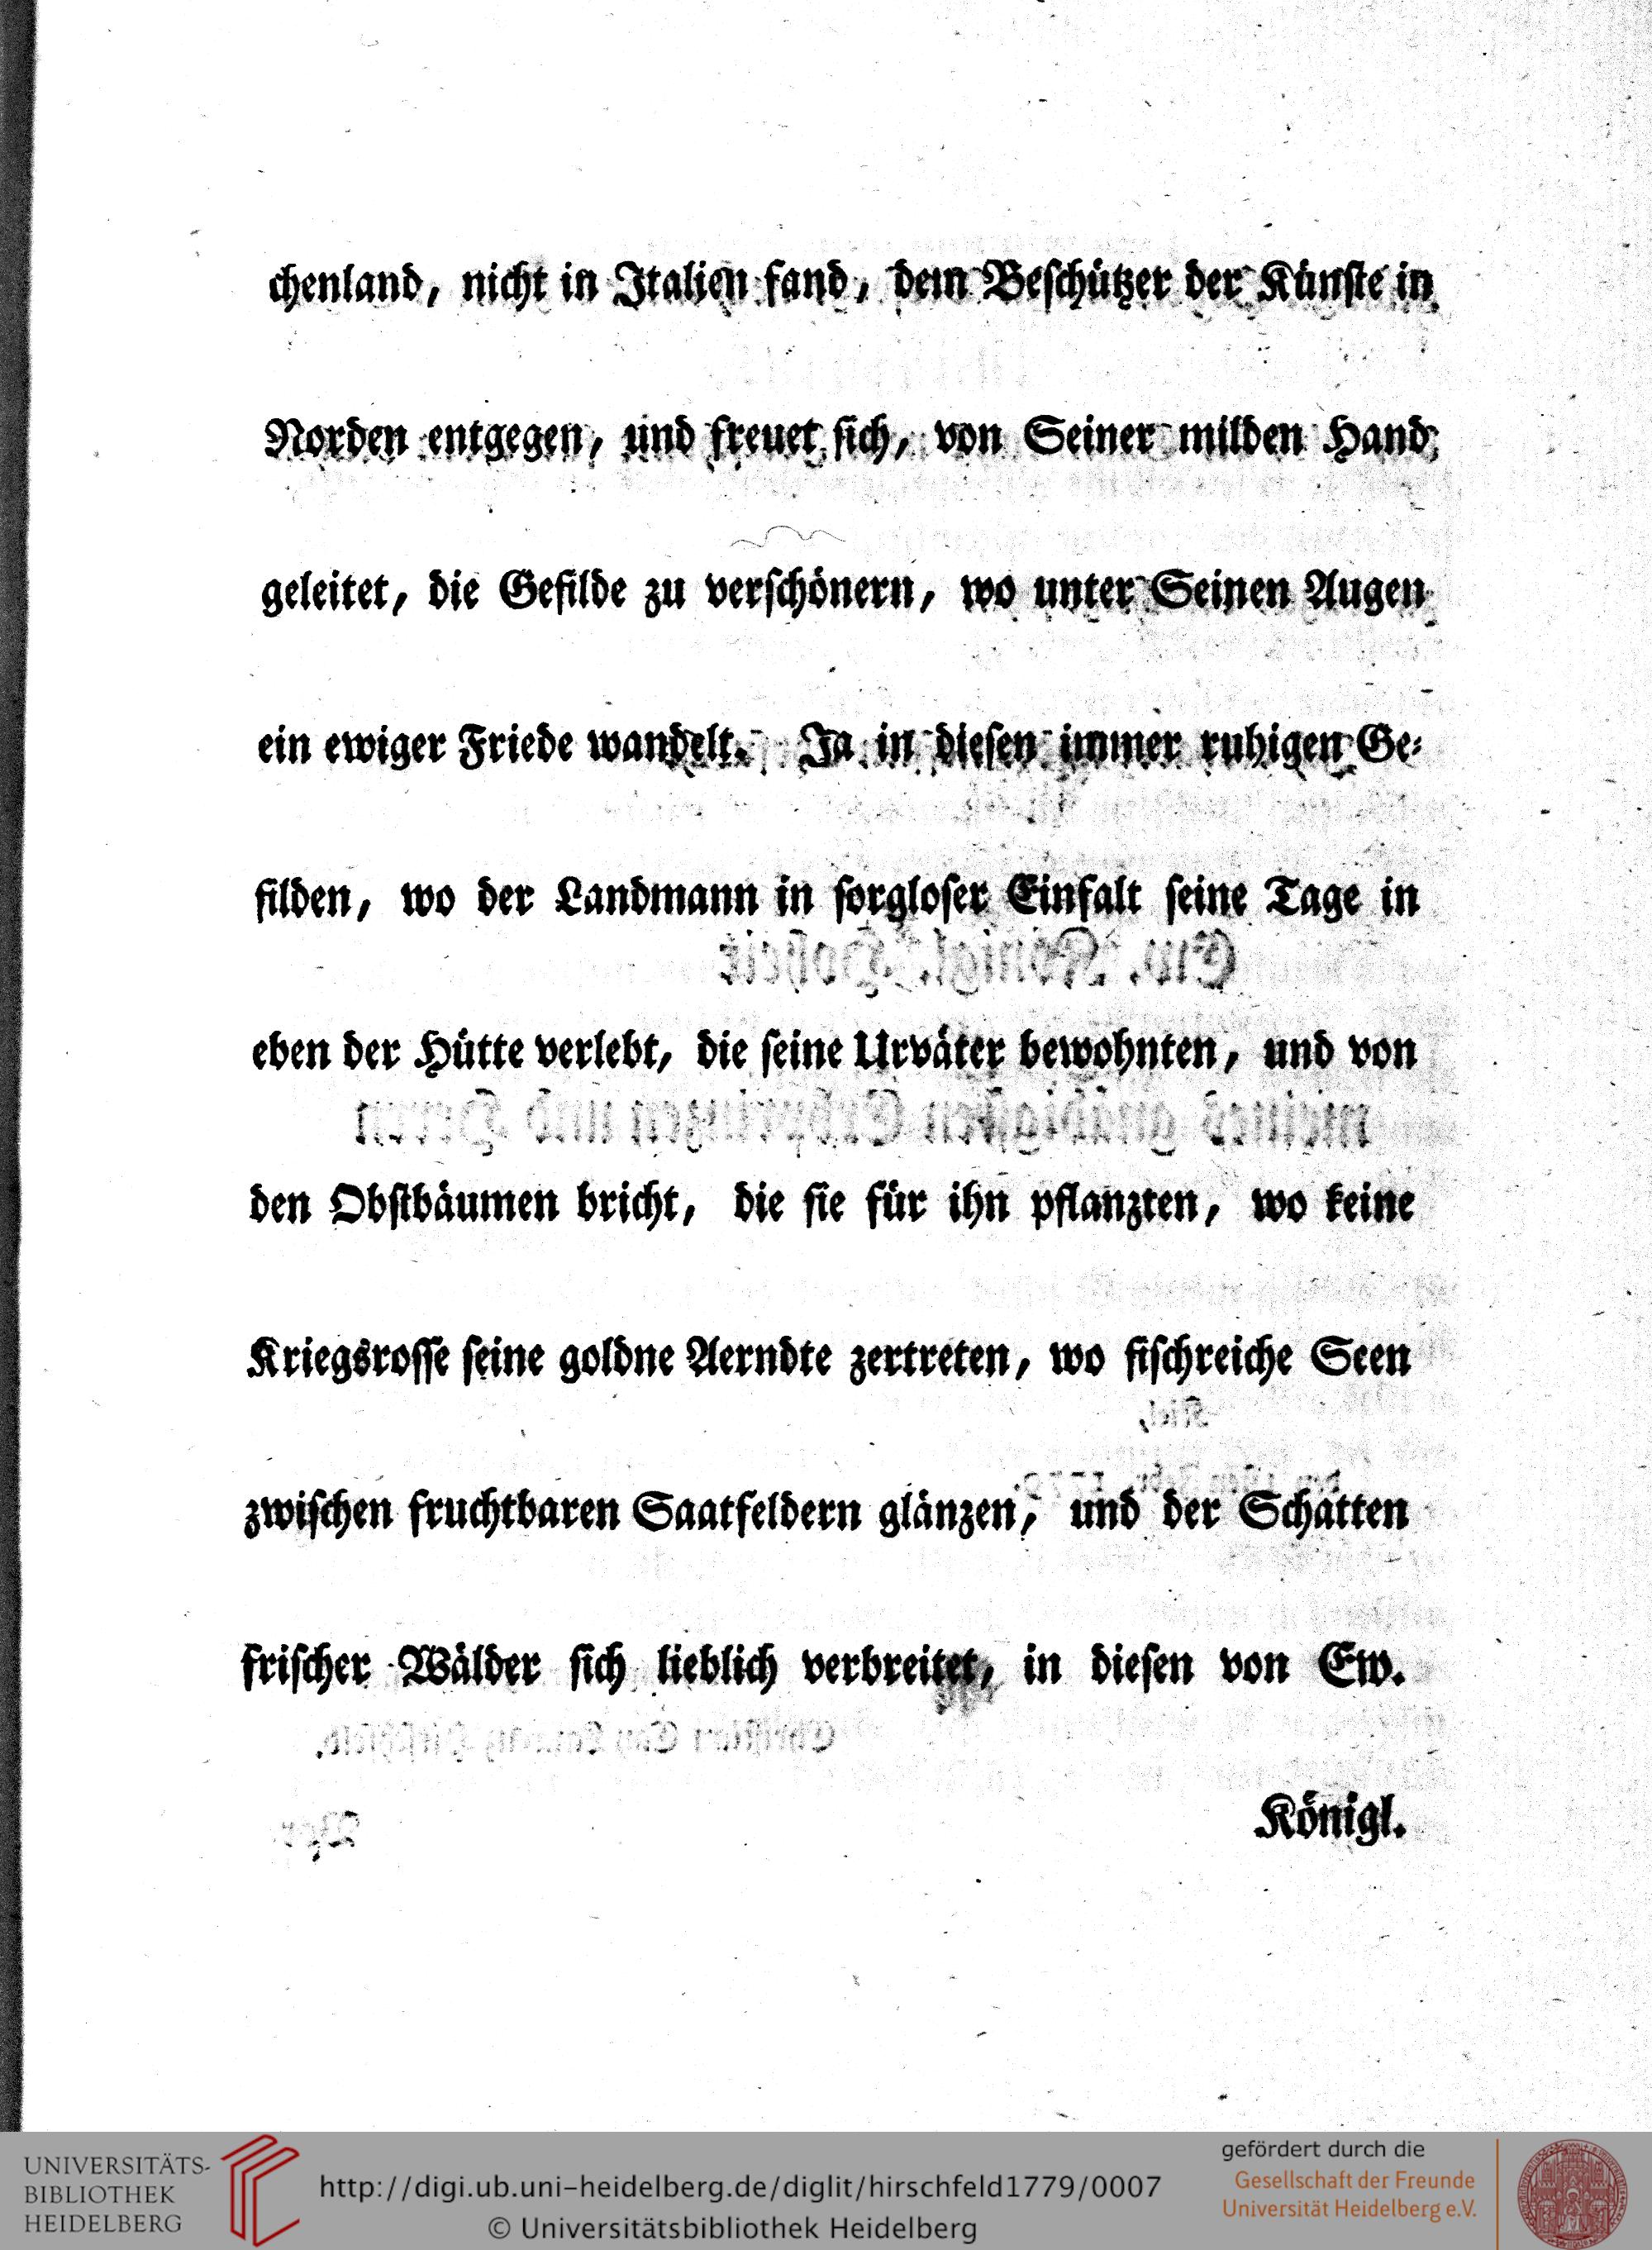 chenland, nicht in Italien fand, dem Beschützer der Künste in
Norden entgegen, und freuet sich, von Seiner milden Hand
geleitet, die Gefilde zu verschönern, wo unter Seinen Augen
ein ewiger Friede wandelt. Ja in diesen immer ruhigen Ge-
filden, wo der Landmann in sorgloser Einfalt seine Tage in
eben der Hütte verlebt, die seine Urväter bewohnten, und von
den Obstbäumen bricht, die sie für ihn pflanzten, wo keine
Kriegsrosse seine goldne Aerndte zertreten, wo fischreiche Seen
zwischen fruchtbaren Saatfeldern glänzen, und der Schatten
frischer Wälder sich lieblich verbreitet, in diesen von Ew.
Königl.
UNIVERSITÄTS-
BIBLIOTHEK
HEIDELBERG
http://digi.ub.uni-heidelberg.de/diglit/hirschfeld1779/0007
© Universitätsbibliothek Heidelberg
gefördert durch die
Gesellschaft der Freunde
Universität Heidelberg e.V.